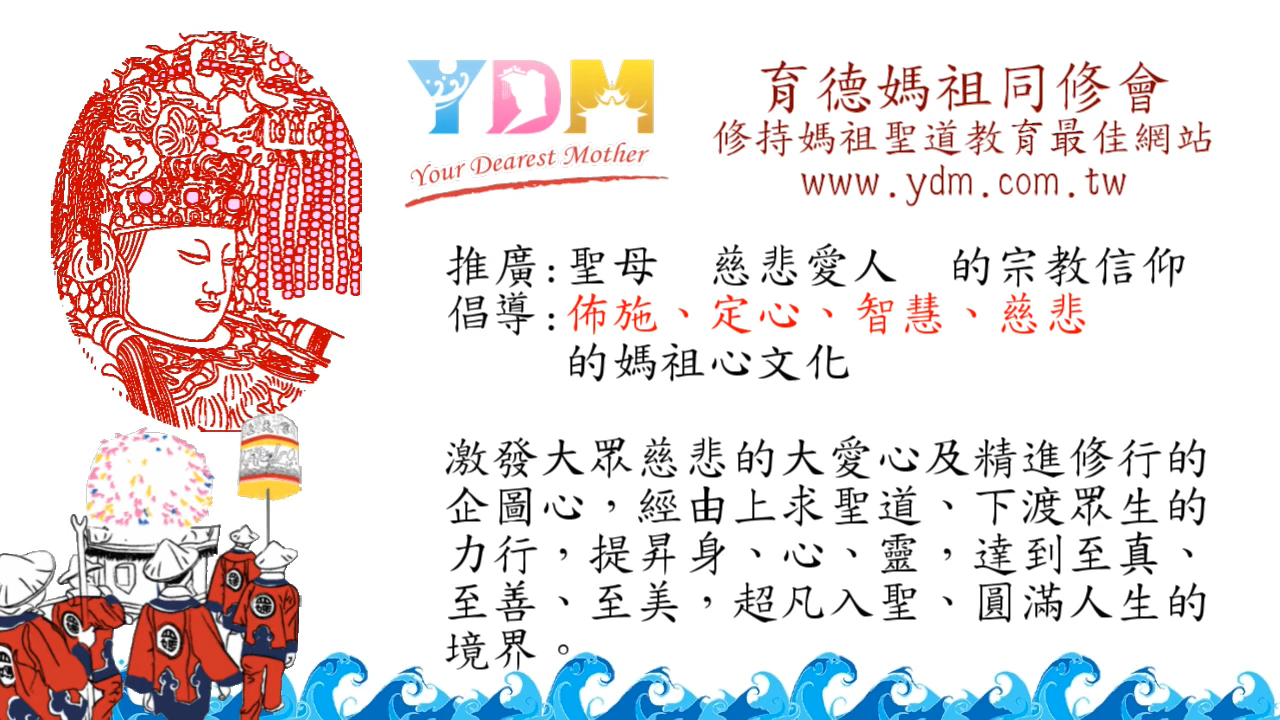 YDM
Your Dearest Mother
育德媽祖同修會
修持媽祖聖道教育最佳網站
www.ydm.com.tw
推廣:聖母　慈悲愛人　的宗教信仰
倡導:佈施、定心、智慧、慈悲
的媽祖心文化
激發大眾慈悲的大愛心及精進修行的
企圖心，經由上求聖道、下渡眾生的
力行，提昇身、心、靈，達到至真、
至善、至美，超凡入聖、圓滿人生的
境界。